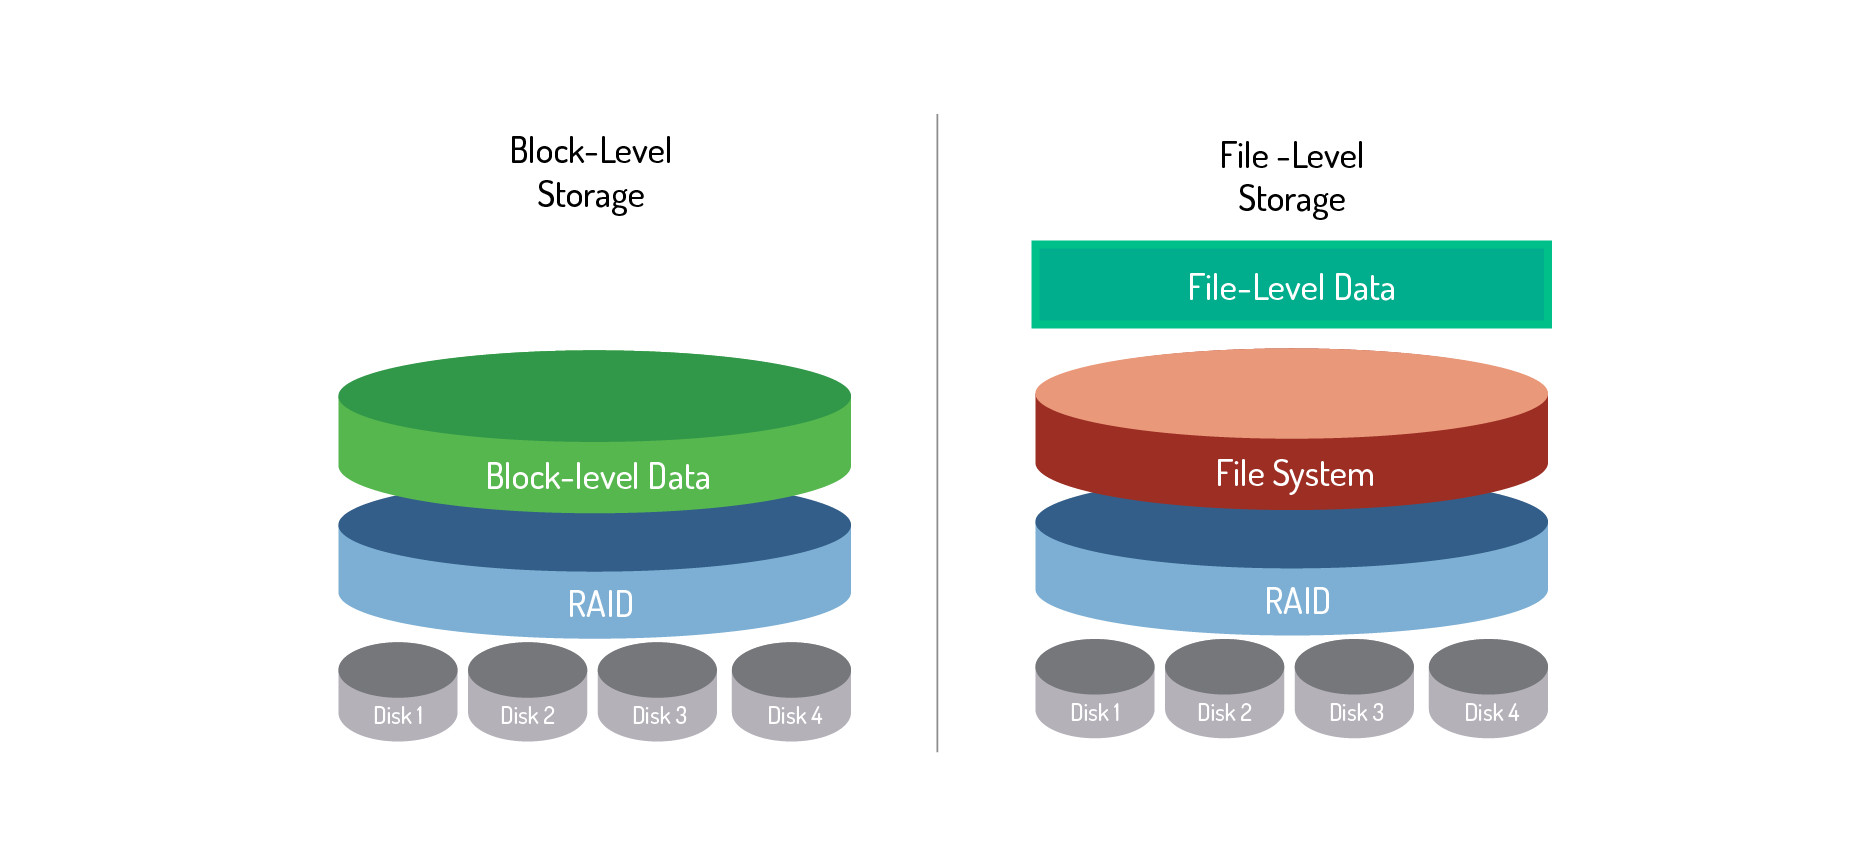 Block-Level
Storage
Block-level Data
RAID
Disk 1
Disk 2
Disk 3
Disk 4
File -Level
Storage
File-Level Data
File System
RAID
Disk 1
Disk 2
Disk 3
Disk 4